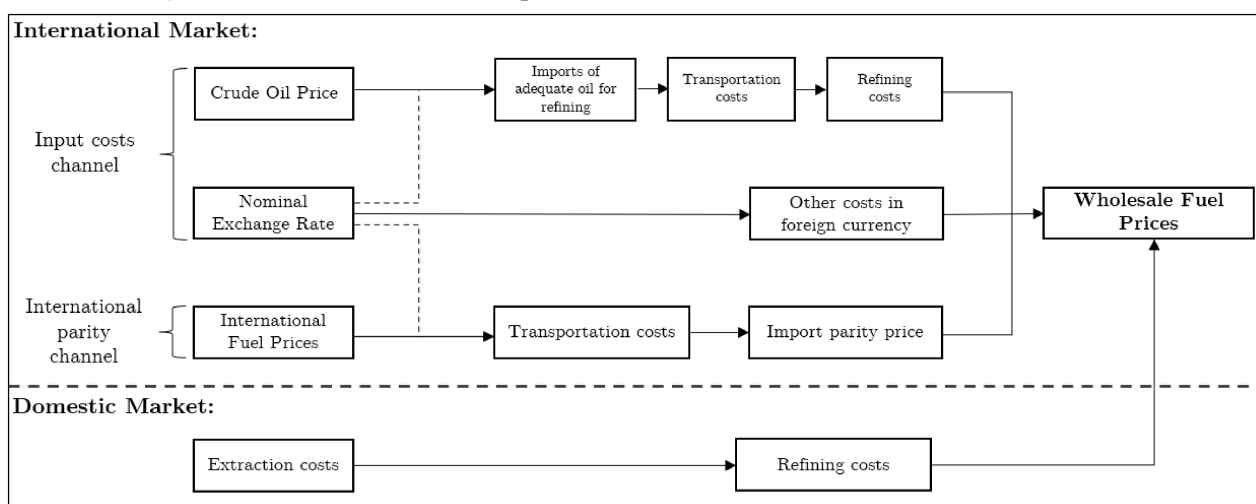 International Market:
Input costs
channel
Crude Oil Price
Imports of
adequate oil for
refining
Transportation
costs
Refining
costs
Nominal
Exchange Rate
Other costs in
foreign currency
Wholesale Fuel
Prices
International
parity
channel
International
Fuel Prices
Transportation costs
Import parity price
Domestic Market:
Extraction costs
Refining costs